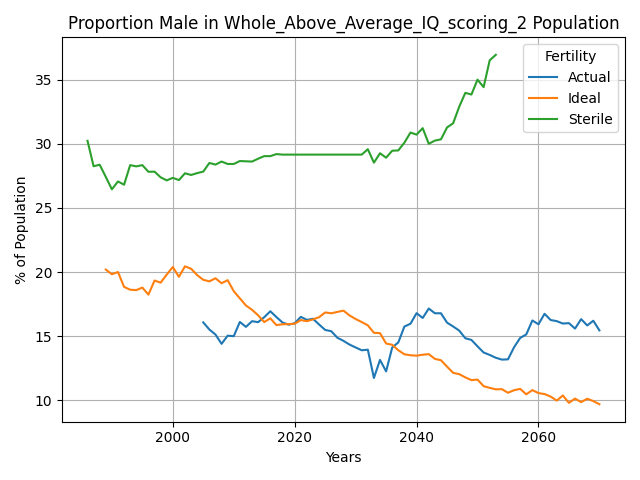 Proportion Male in Whole_Above_Average_IQ_scoring_2 Population
Fertility
Actual
Ideal
Sterile
% of Population
35
30
25
20
15
10
2000
2020
2040
2060
Years